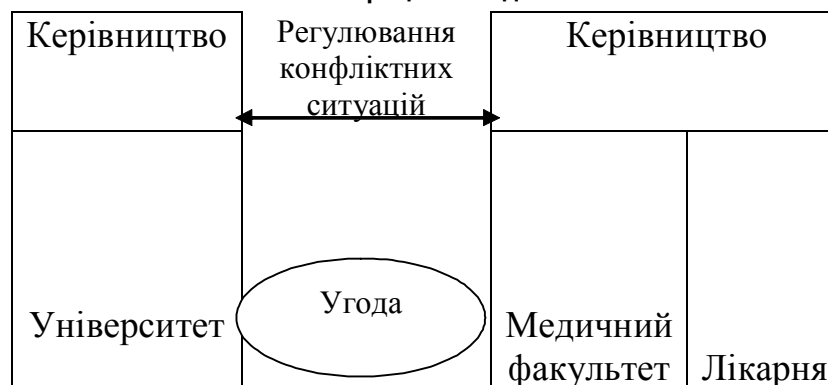 Керівництво
Регулювання
конфліктних
ситуацій
Керівництво
Університет
Угода
Медичний
факультет
Лікарня